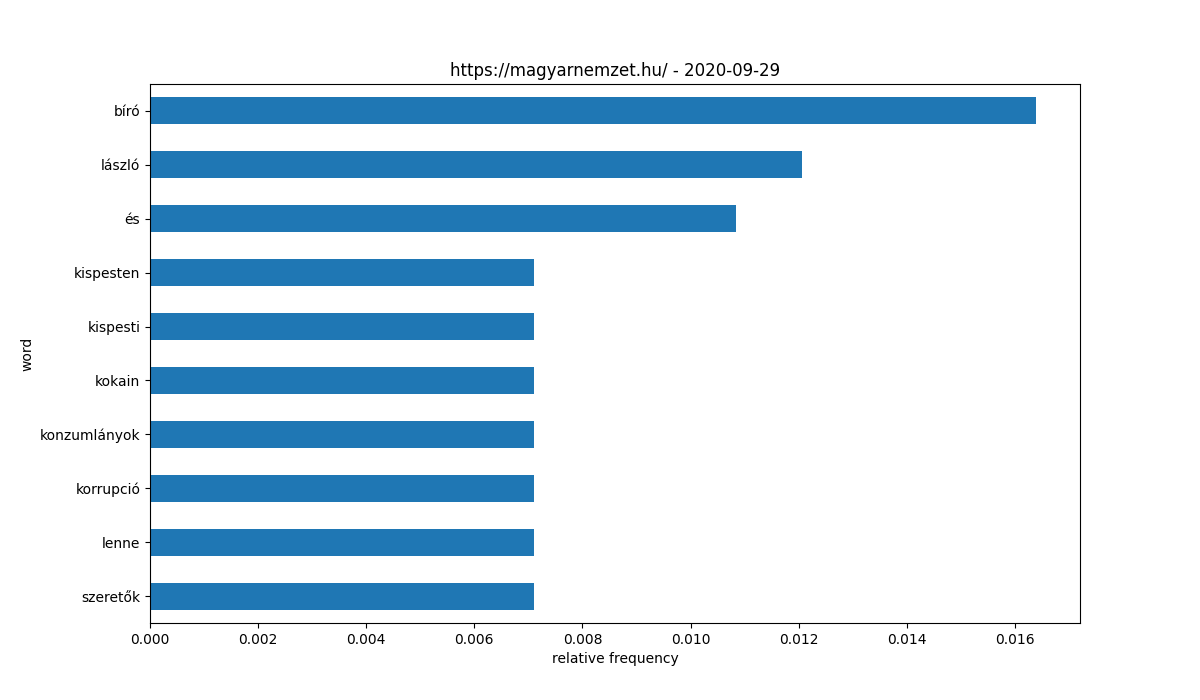 https://magyarnemzet.hu/ - 2020-09-29
bíró
lászló
és
kispesten
kispesti
kokain
konzumlányok
korrupció
lenne
szeretők
word
0.000 0.002 0.004 0.006 0.008 0.010 0.012 0.014 0.016
relative frequency